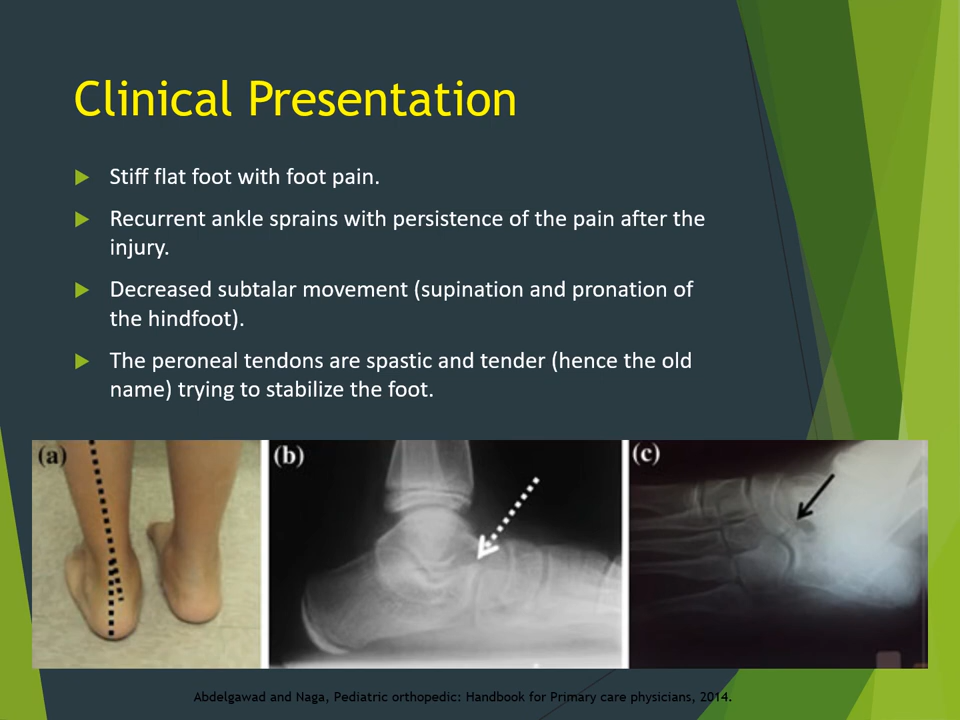 Clinical Presentation
Stiff flat foot with foot pain.
Recurrent ankle sprains with persistence of the pain after the
injury.
Decreased subtalar movement (supination and pronation of
the hindfoot).
The peroneal tendons are spastic and tender (hence the old
name) trying to stabilize the foot.
(a)
(b)
(c)
Abdelgawad and Naga, Pediatric orthopedic: Handbook for Primary care physicians, 2014.